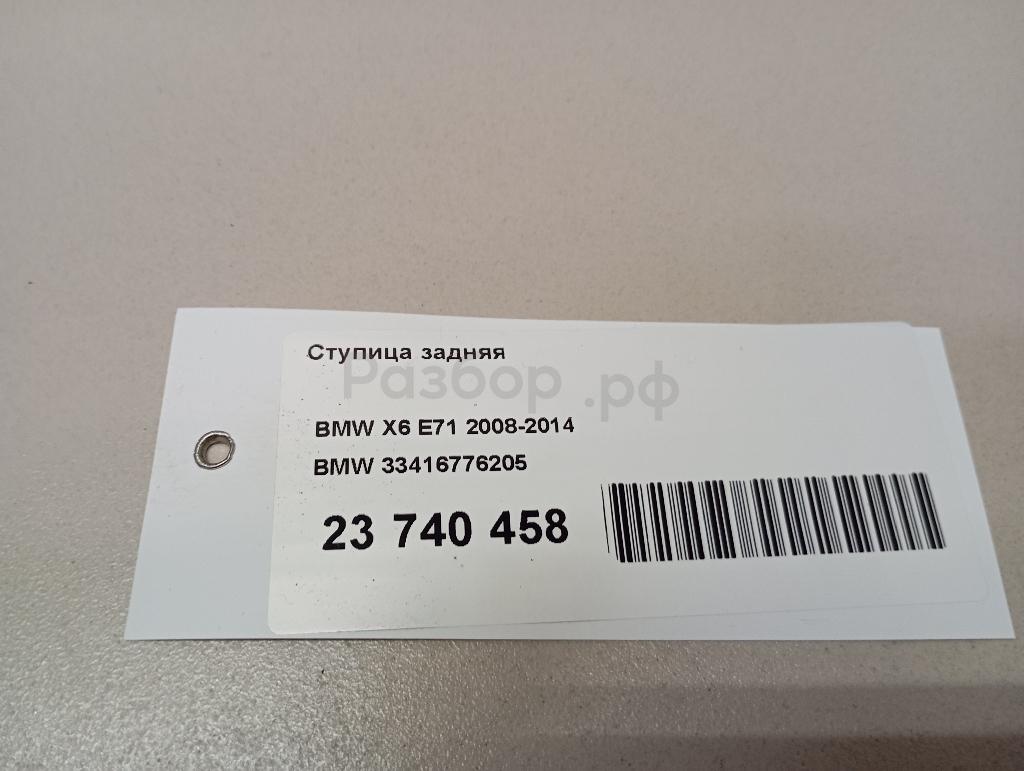 Ступица задняя
Разбор.рф
BMW X6 E71 2008-2014
BMW 33416776205
23 740 458